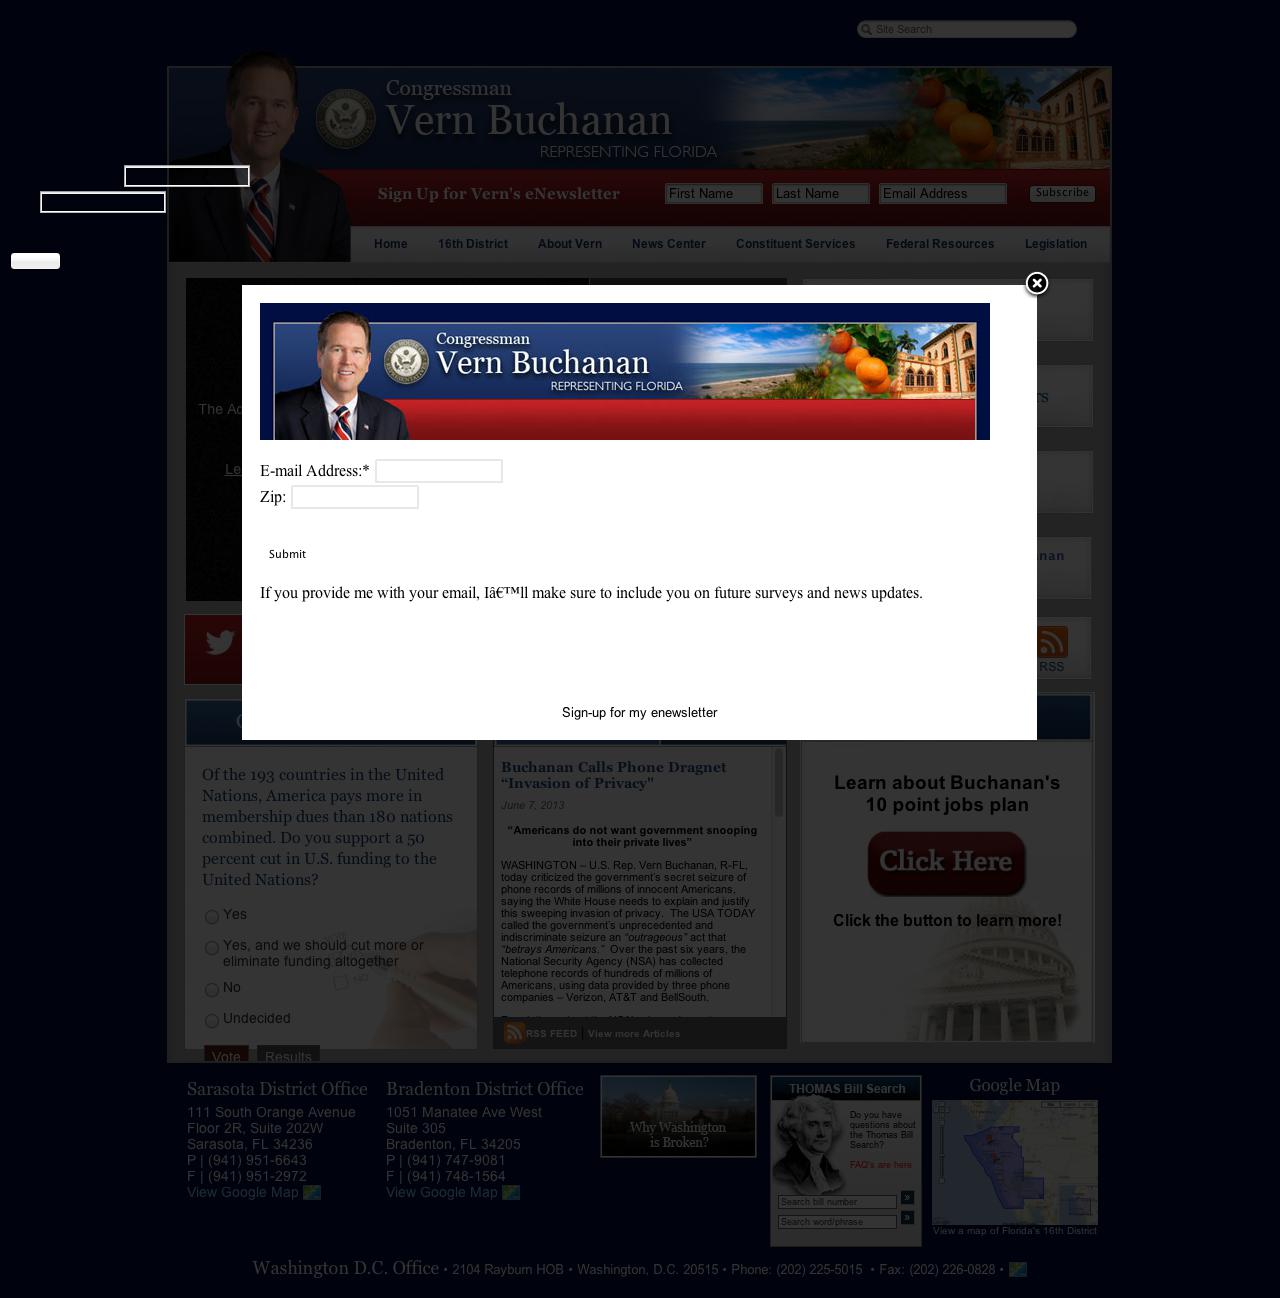 Site Search
Congressman
Vern Buchanan
REPRESENTING FLORIDA
Sign Up for Vern's eNewsletter
First Name
Last Name
Email Address
Subscribe
Home
16th District
About Vern
News Center
Constituent Services
Federal Resources
Legislation
Congressman
Vern Buchanan
REPRESENTING FLORIDA
The Ac
rs
E-mail Address:*
Le
Zip:
Submit
nan
If you provide me with your email, Iâ€™ll make sure to include you on future surveys and news updates.
RSS
Sign-up for my enewsletter
Of the 193 countries in the United
Nations, America pays more in
membership dues than 180 nations
combined. Do you support a 50
percent cut in U.S. funding to the
United Nations?
Yes
Yes, and we should cut more or
eliminate funding altogether
No
Undecided
Vote
Results
Buchanan Calls Phone Dragnet
“Invasion of Privacy"
June 7, 2013
“Americans do not want government snooping
into their private lives”
WASHINGTON – U.S. Rep. Vern Buchanan, R-FL,
today criticized the government’s secret seizure of
phone records of millions of innocent Americans,
saying the White House needs to explain and justify
this sweeping invasion of privacy.  The USA TODAY
called the government’s unprecedented and
indiscriminate seizure an “outrageous” act that
“betrays Americans.”  Over the past six years, the
National Security Agency (NSA) has collected
telephone records of hundreds of millions of
Americans, using data provided by three phone
companies – Verizon, AT&T and BellSouth.
RSS FEED | View more Articles
Learn about Buchanan's
10 point jobs plan
Click Here
Click the button to learn more!
Sarasota District Office
111 South Orange Avenue
Floor 2R, Suite 202W
Sarasota, FL 34236
P | (941) 951-6643
F | (941) 951-2972
View Google Map
Bradenton District Office
1051 Manatee Ave West
Suite 305
Bradenton, FL 34205
P | (941) 747-9081
F | (941) 748-1564
View Google Map
Why Washington
is Broken?
THOMAS Bill Search
Do you have
questions about
the Thomas Bill
Search?
FAQ's are here
Search bill number
Search word/phrase
Google Map
View a map of Florida's 16th District
Washington D.C. Office • 2104 Rayburn HOB • Washington, D.C. 20515 • Phone: (202) 225-5015  • Fax: (202) 226-0828 •